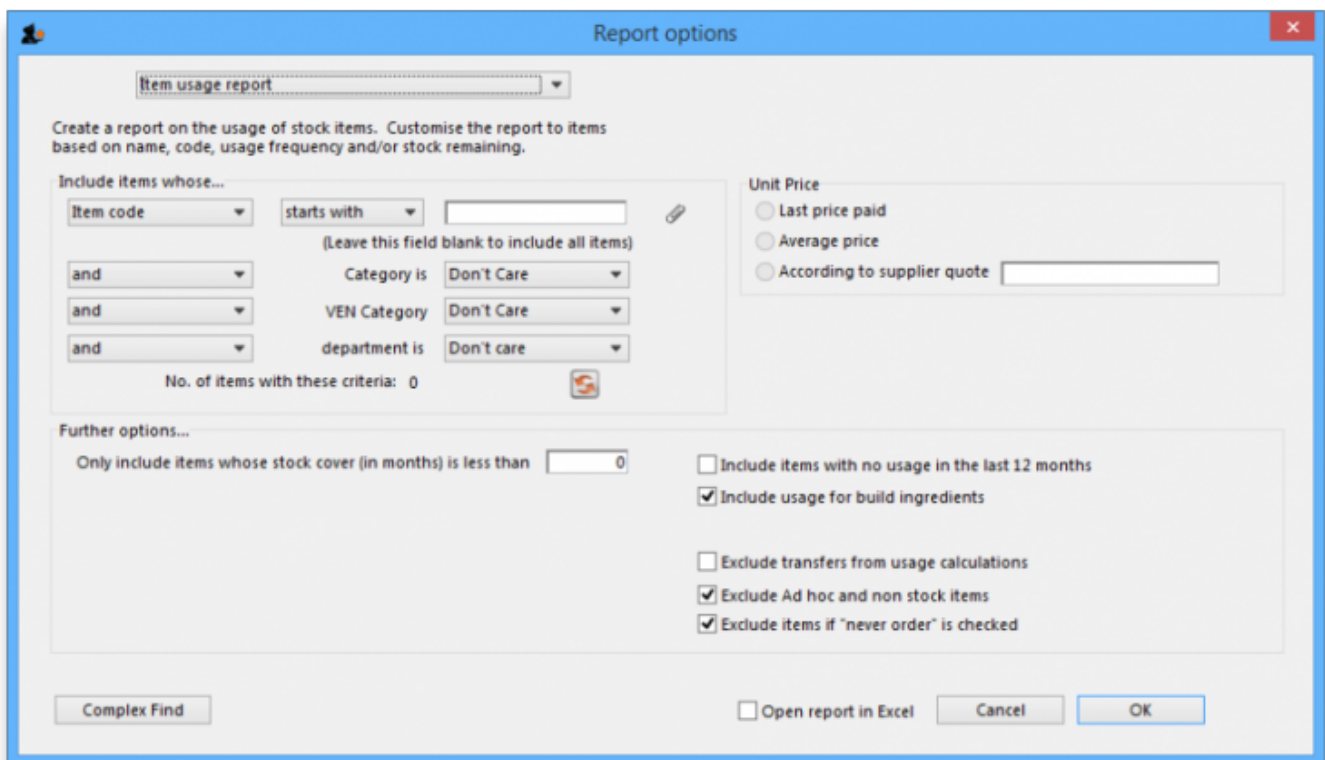 Report options
Item usage report
Create a report on the usage of stock items. Customise the report to items
based on name, code, usage frequency and/or stock remaining.
Include items whose...
Item code starts with
(Leave this field blank to include all items)
and Category is Don't Care
and VEN Category Don't Care
and department is Don't care
No. of items with these criteria: 0
Unit Price
Last price paid
Average price
According to supplier quote
Further options...
Only include items whose stock cover (in months) is less than 0
Include items with no usage in the last 12 months
Include usage for build ingredients
Exclude transfers from usage calculations
Exclude Ad hoc and non stock items
Exclude items if "never order" is checked
Complex Find
Open report in Excel
Cancel
OK